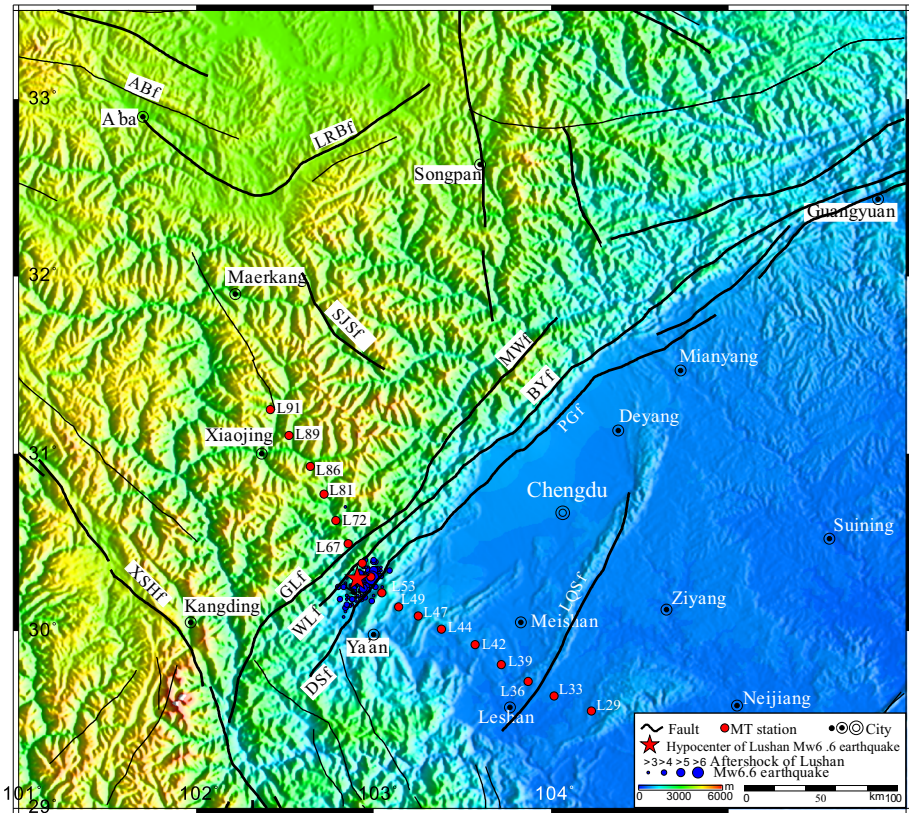 33°
ABf
Aba
LRBf
Songpan
Guangyuan
32°
Maerkang
SJSf
MWf
BYf
PGf
Mianyang
Deyang
L91
L89
Xiaojing
31°
L86
L81
L72
L67
Chengdu
Suining
XSHf
GLf
L53
L49
L47
L44
LQSf
Ziyang
Kangding
WLf
30°
Meishan
Yaan
L42
L39
DSf
L36
L33
L29
Leshan
Neijiang
Fault MT station City
Hypocenter of Lushan Mw6 .6 earthquake
>3 >4 >5 >6 Aftershock of Lushan
Mw6.6 earthquake
0 3000 6000 m
0 50 km 100
101° 102° 103° 104°
29°